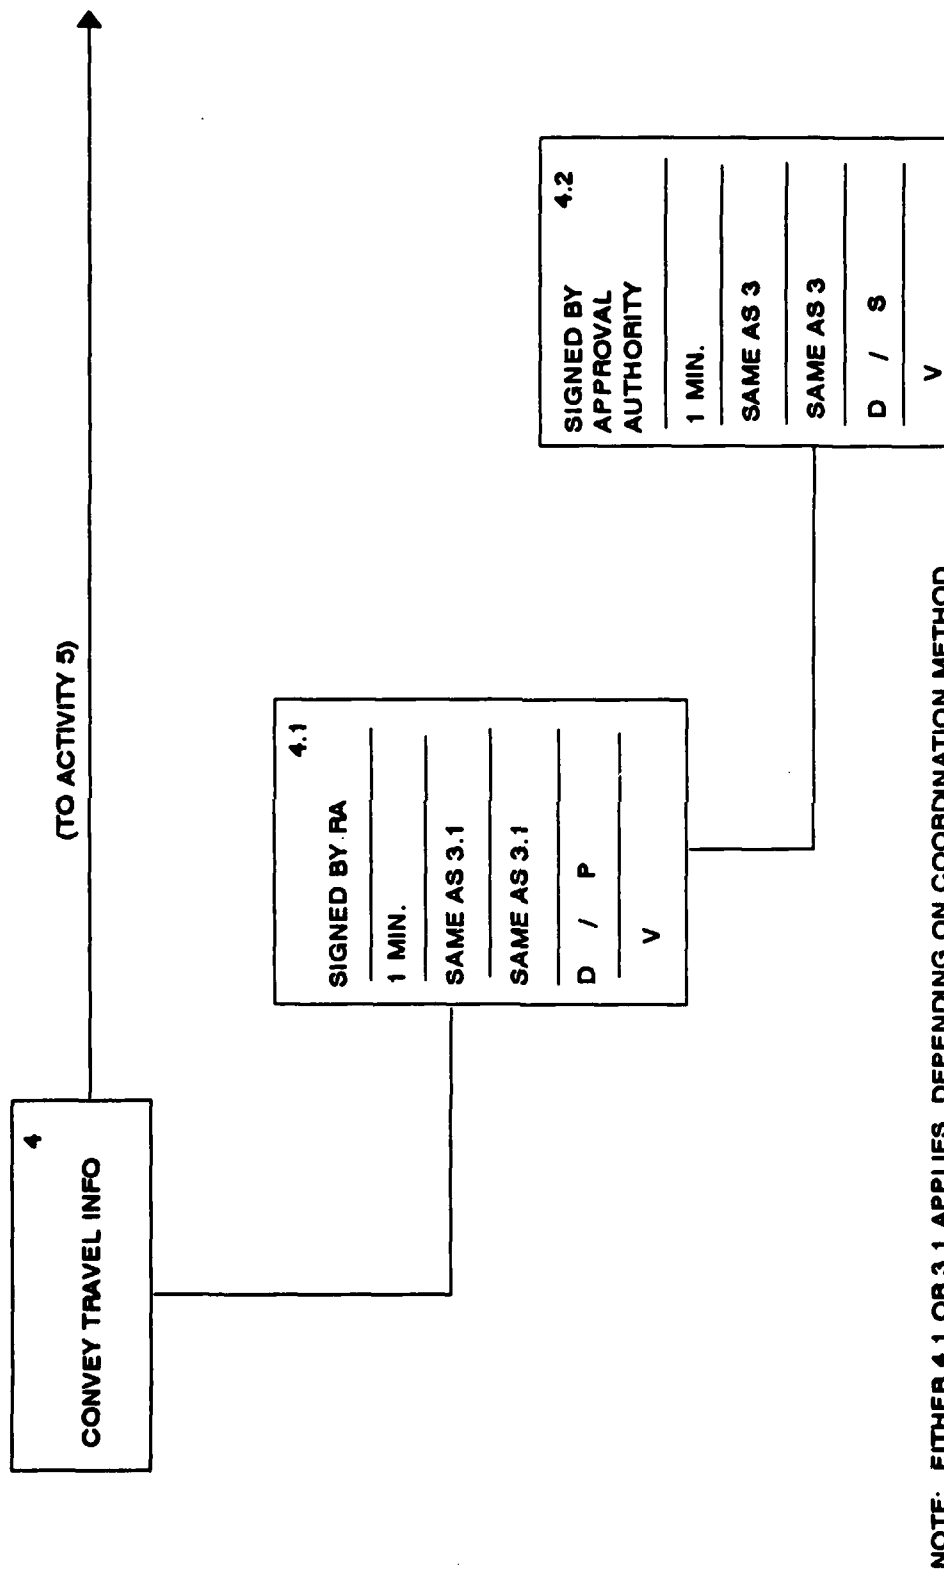 (TO ACTIVITY 5)
4
CONVEY TRAVEL INFO
4.1
SIGNED BY RA
1 MIN.
SAME AS 3.1
SAME AS 3.1
D / P
V
4.2
SIGNED BY
APPROVAL
AUTHORITY
1 MIN.
SAME AS 3
SAME AS 3
D / S
V
NOTE: EITHER 4.1 OR 3.1 APPLIES, DEPENDING ON COORDINATION METHOD